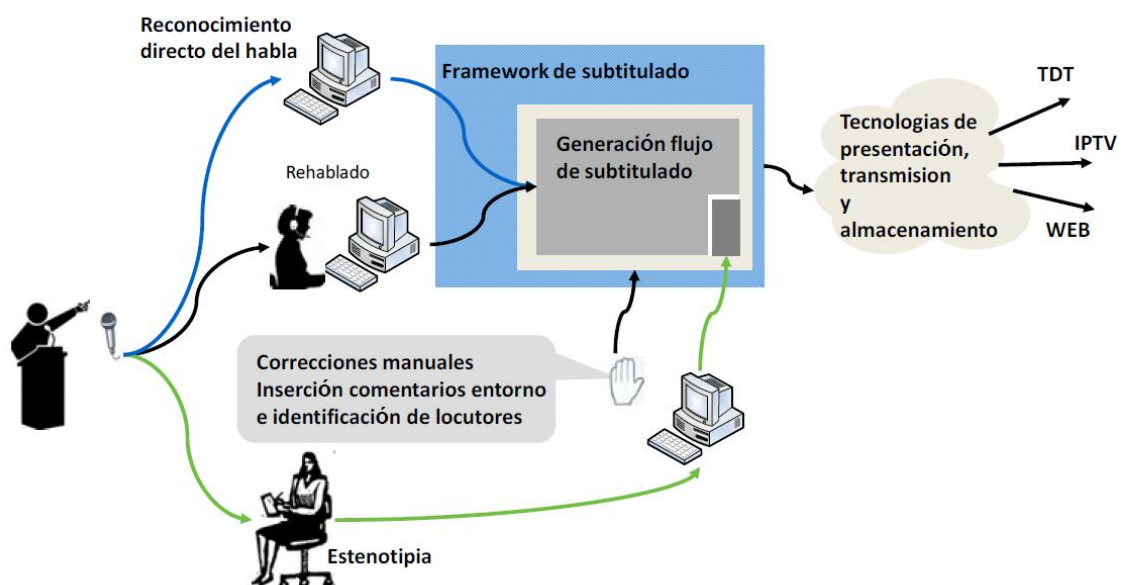 Reconocimiento
directo del habla
Framework de subtitulado
Generación flujo
de subtitulado
Rehablado
Tecnologias de
presentación,
transmision
y
almacenamiento
TDT
IPTV
WEB
Correcciones manuales
Inserción comentarios entorno
e identificación de locutores
Estenotipia